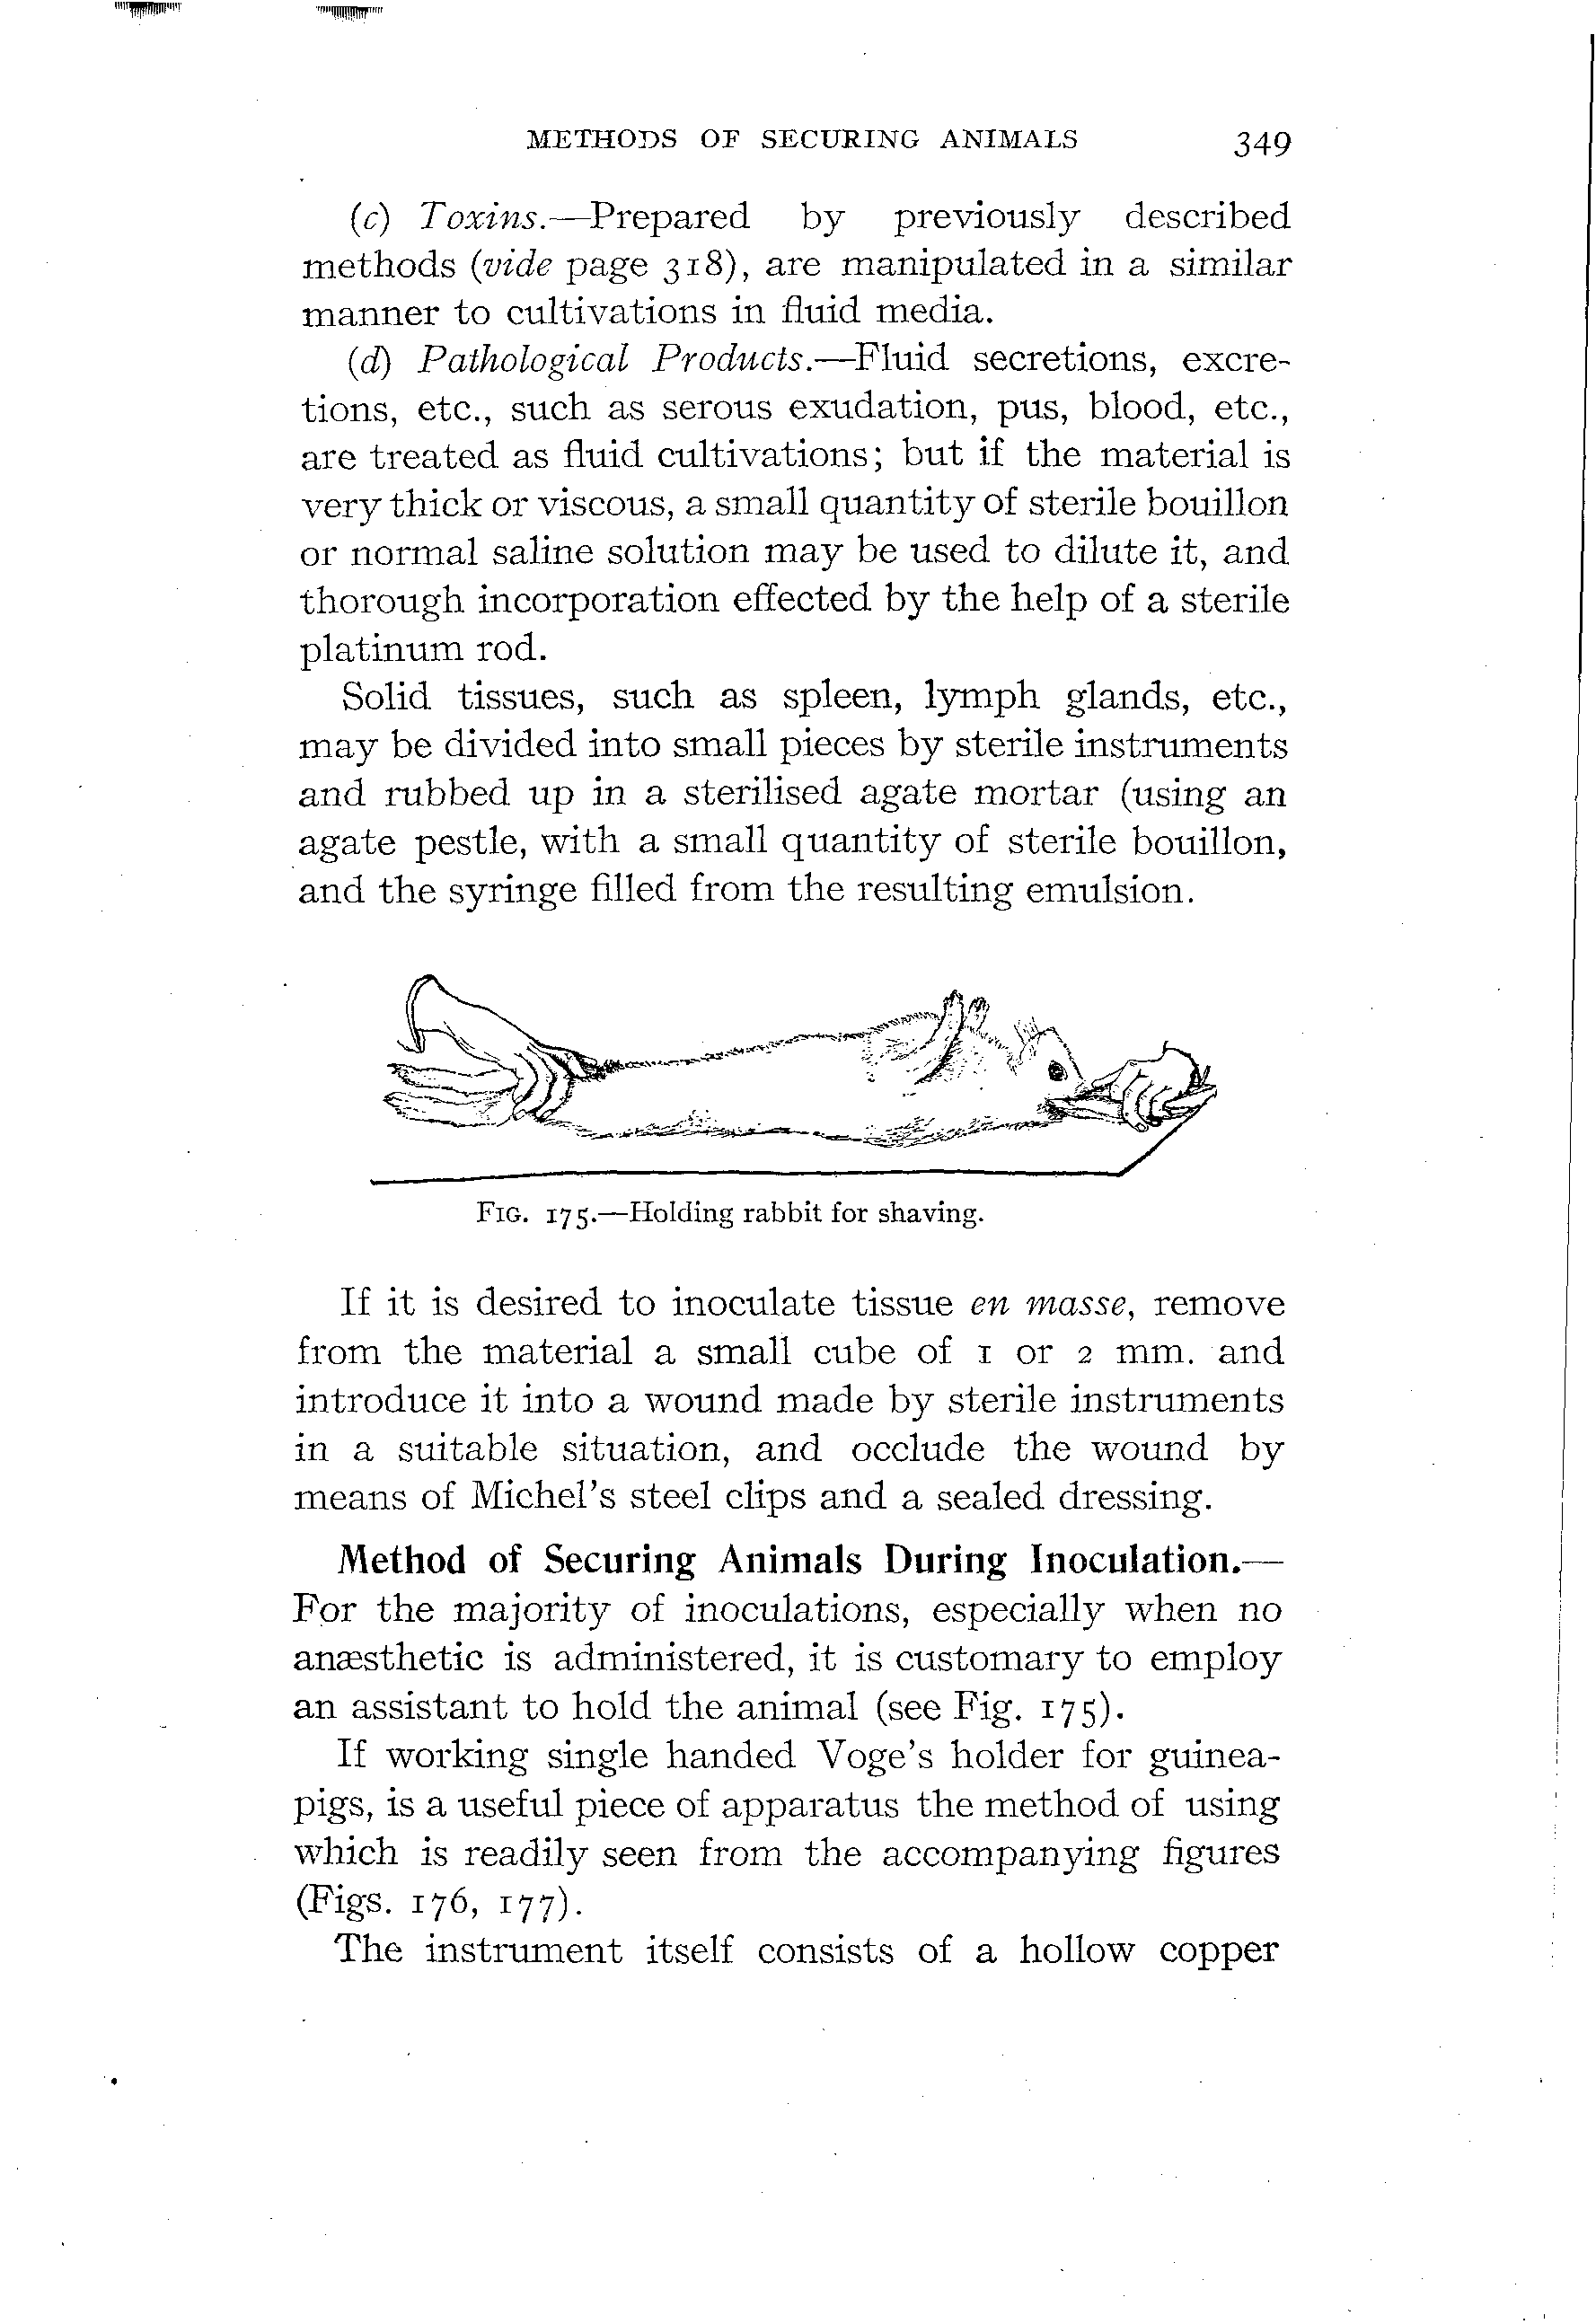 METHODS OF SECURING ANIMALS 349
(c) Toxins.—Prepared by previously described
methods (vide page 318), are manipulated in a similar
manner to cultivations in fluid media.
(d) Pathological Products.—Fluid secretions, excre-
tions, etc., such as serous exudation, pus, blood, etc.,
are treated as fluid cultivations; but if the material is
very thick or viscous, a small quantity of sterile bouillon
or normal saline solution may be used to dilute it, and
thorough incorporation effected by the help of a sterile
platinum rod.
Solid tissues, such as spleen, lymph glands, etc.,
may be divided into small pieces by sterile instruments
and rubbed up in a sterilised agate mortar (using an
agate pestle, with a small quantity of sterile bouillon,
and the syringe filled from the resulting emulsion.
FIG. 175.—Holding rabbit for shaving.
If it is desired to inoculate tissue en masse, remove
from the material a small cube of 1 or 2 mm. and
introduce it into a wound made by sterile instruments
in a suitable situation, and occlude the wound by
means of Michel's steel clips and a sealed dressing.
Method of Securing Animals During Inoculation.—
For the majority of inoculations, especially when no
anæsthetic is administered, it is customary to employ
an assistant to hold the animal (see Fig. 175).
If working single handed Voge's holder for guinea-
pigs, is a useful piece of apparatus the method of using
which is readily seen from the accompanying figures
(Figs. 176, 177).
The instrument itself consists of a hollow copper